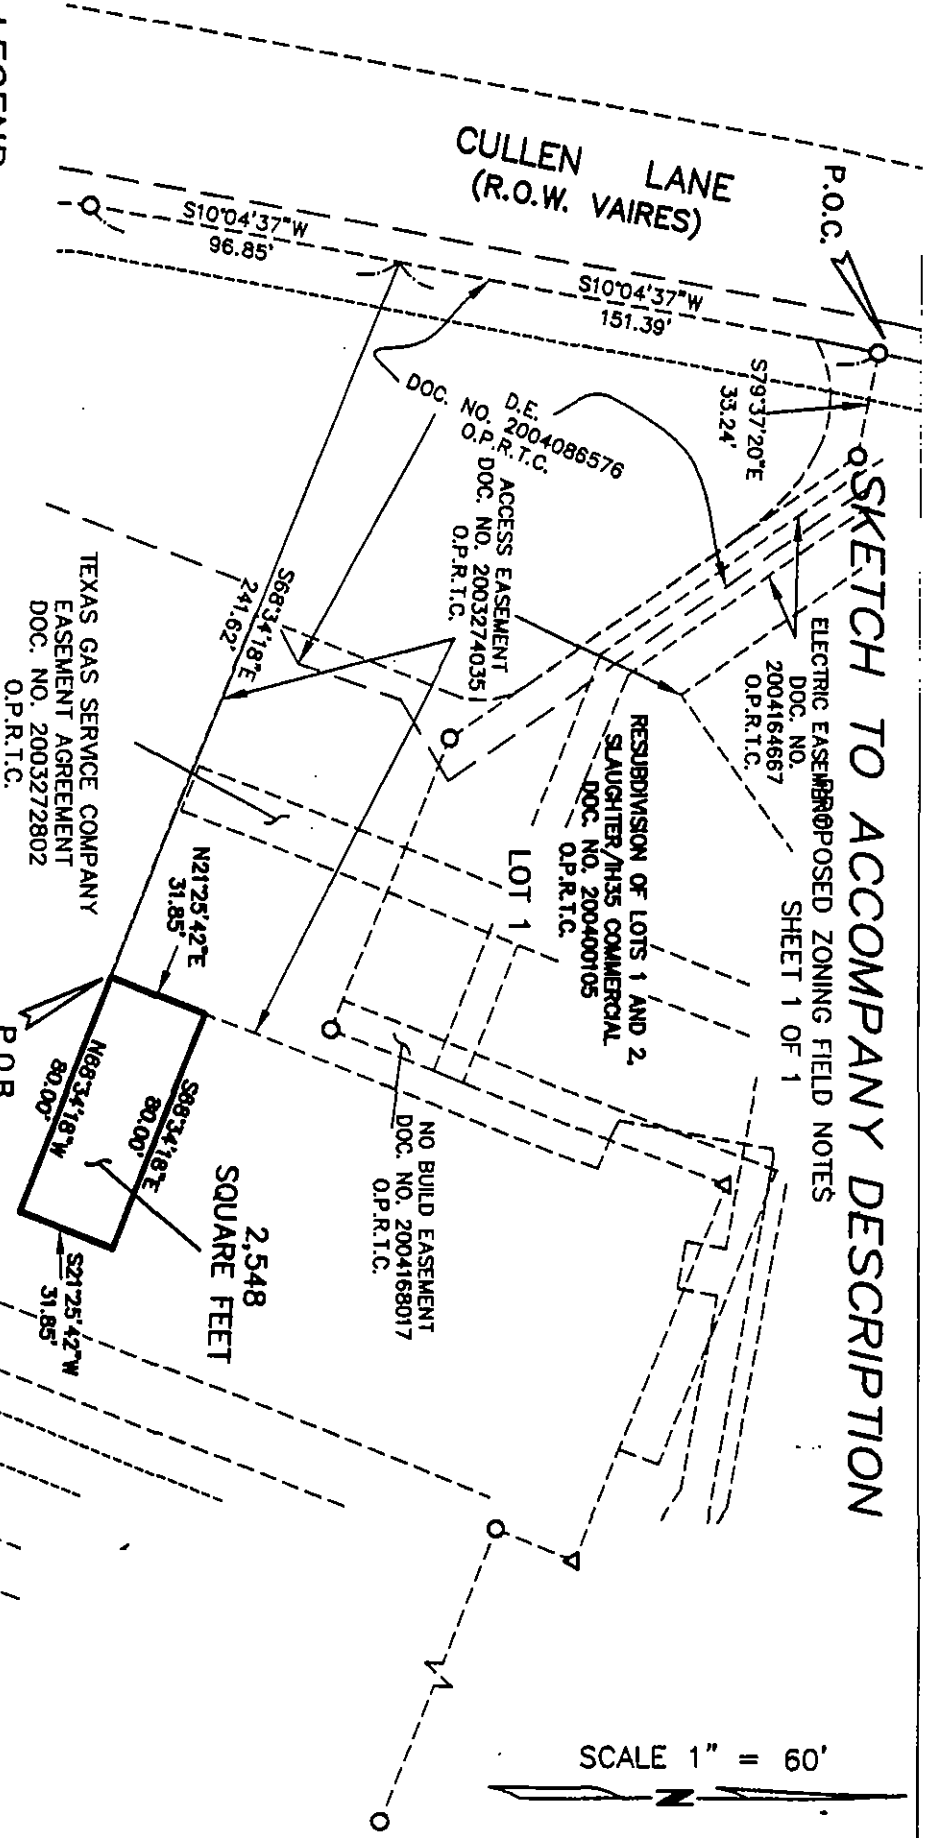 SKETCH TO ACCOMPANY DESCRIPTION
PROPOSED ZONING FIELD NOTES
SHEET 1 OF 1
P.O.C.
CULLEN LANE
(R.O.W. VAIRES)
S10°04'37"W
151.39'
S10°04'37"W
96.85'
S79°37'20"E
33.24'
ELECTRIC EASEMENT
DOC. NO.
2004164667
O.P.R.T.C.
D.E.
DOC. NO. 2004086576
O.P.R.T.C.
ACCESS EASEMENT
DOC. NO. 2003274035
O.P.R.T.C.
RESUBDIVISION OF LOTS 1 AND 2,
SLAUGHTER/IH35 COMMERCIAL
DOC. NO. 200400105
O.P.R.T.C.
LOT 1
S68°34'18"E
241.62'
TEXAS GAS SERVICE COMPANY
EASEMENT AGREEMENT
DOC. NO. 2003272802
O.P.R.T.C.
N21°25'42"E
31.85'
NO BUILD EASEMENT
DOC. NO. 2004168017
O.P.R.T.C.
S68°34'18"E
80.00'
N68°34'18"W
80.00'
2,548
SQUARE FEET
S21°25'42"W
31.85'
P.O.B.
SCALE 1" = 60'
N
LEGEND